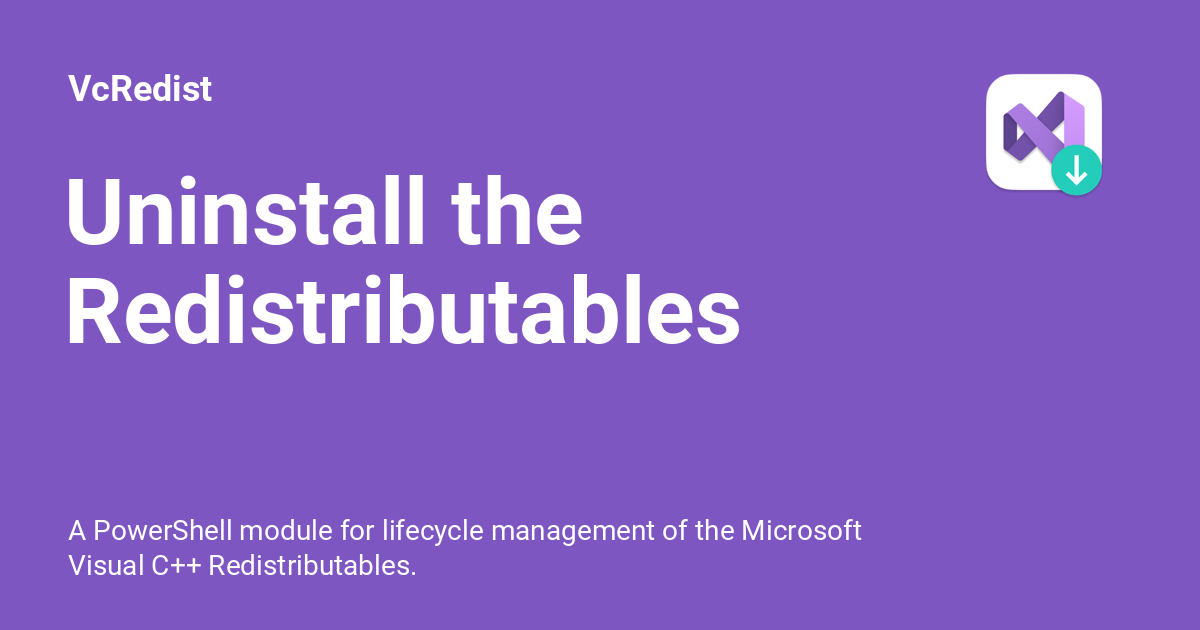 VcRedist
Uninstall the
Redistributables
A PowerShell module for lifecycle management of the Microsoft
Visual C++ Redistributables.